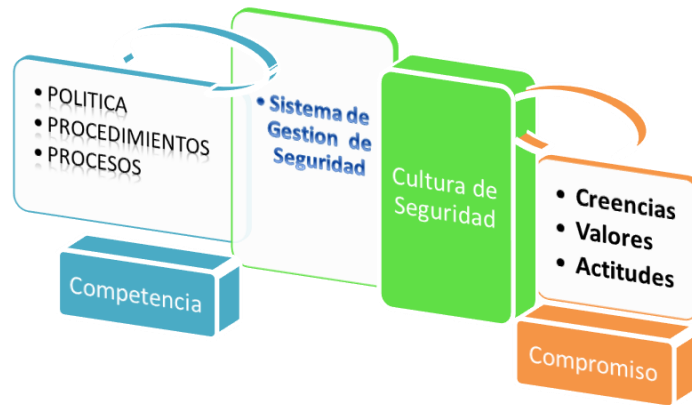 • POLITICA
• PROCEDIMIENTOS
• PROCESOS
Competencia
• Sistema de
Gestion de
Seguridad
Cultura de
Seguridad
• Creencias
• Valores
• Actitudes
Compromiso